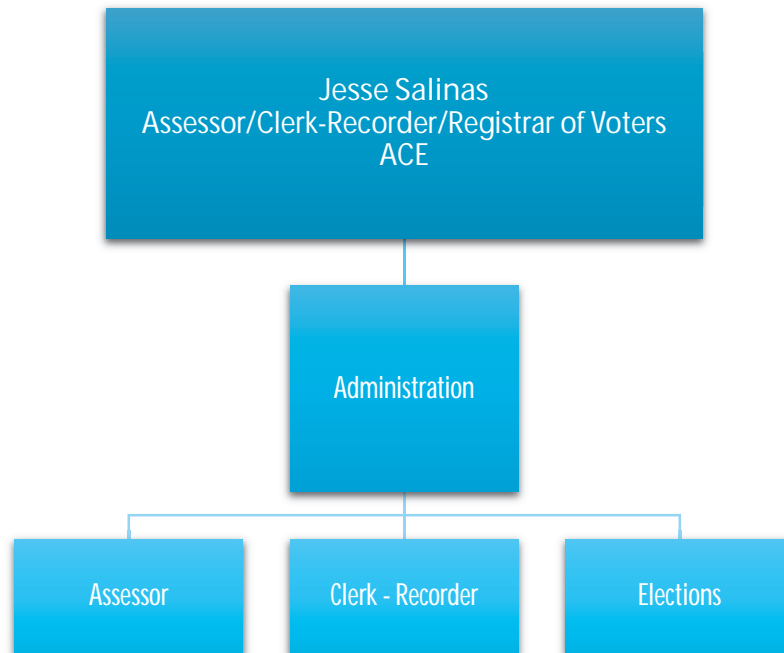 Jesse Salinas
Assessor/Clerk-Recorder/Registrar of Voters
ACE
Administration
Assessor
Clerk - Recorder
Elections